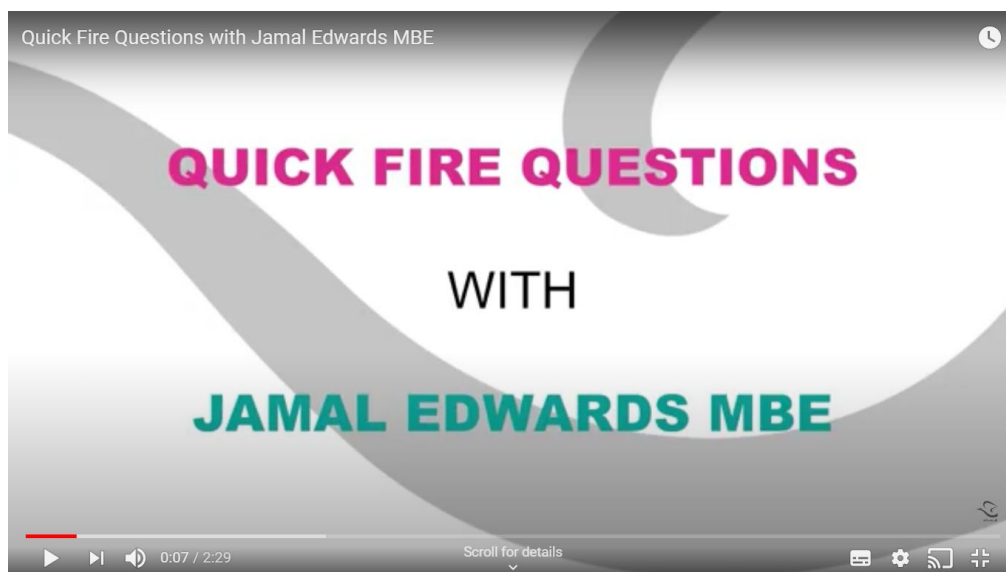 Quick Fire Questions with Jamal Edwards MBE
QUICK FIRE QUESTIONS
WITH
JAMAL EDWARDS MBE
0:07 / 2:29
Scroll for details